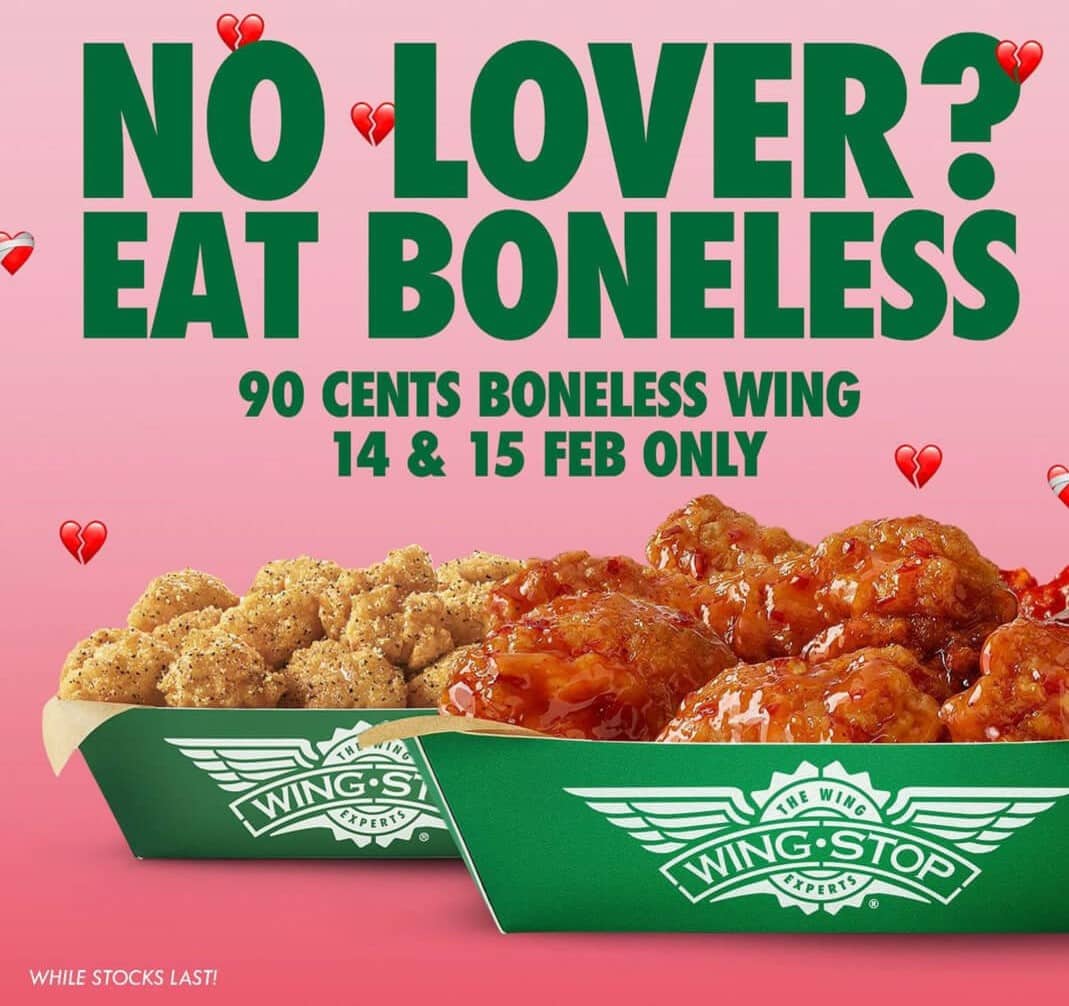 NO LOVER?
EAT BONELESS
90 CENTS BONELESS WING
14 & 15 FEB ONLY
THE WING
WING•ST
EXPERTS
®
THE WING
WING•STOP
EXPERTS
®
WHILE STOCKS LAST!